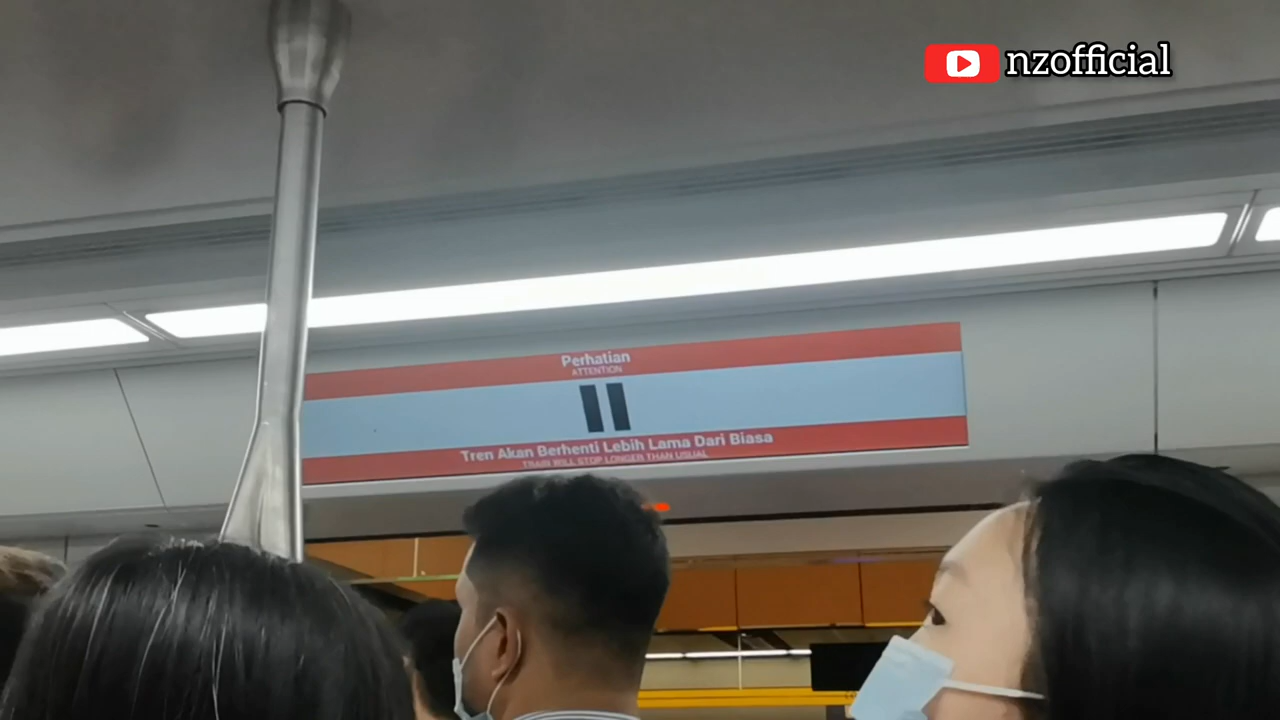 nzofficial
Perhatian
ATTENTION
Tren Akan Berhenti Lebih Lama Dari Biasa
TRAIN WILL STOP LONGER THAN USUAL